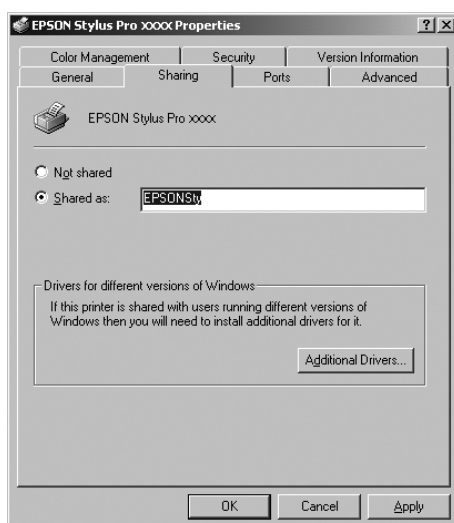 EPSON Stylus Pro xxxx Properties
? X
Color Management Security Version Information
General Sharing Ports Advanced
EPSON Stylus Pro xxxx
Not shared
Shared as: EPSONSty
Drivers for different versions of Windows
If this printer is shared with users running different versions of
Windows then you will need to install additional drivers for it.
Additional Drivers...
OK Cancel Apply